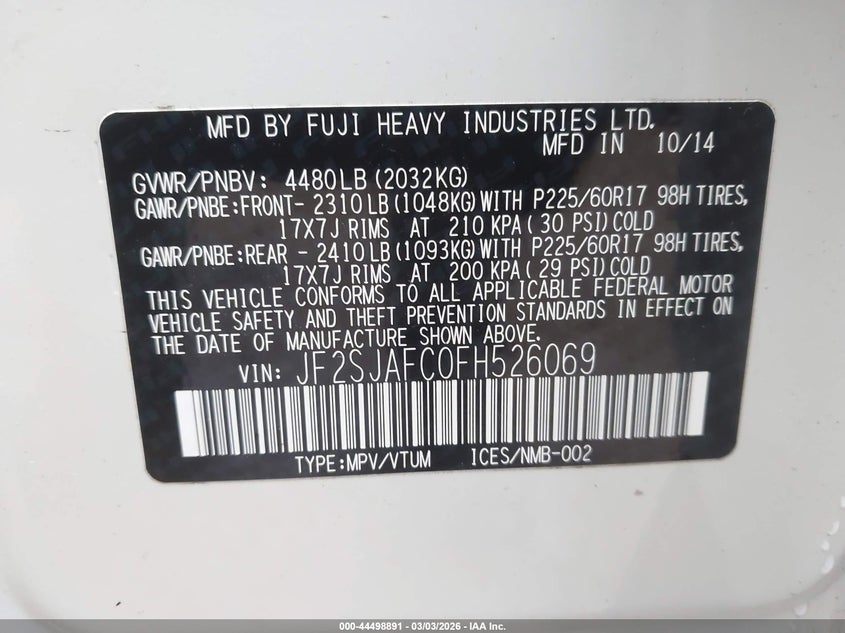 MFD BY FUJI HEAVY INDUSTRIES LTD.
MFD IN 10/14
GVWR/PNBV: 4480LB (2032KG)
GAWR/PNBE:FRONT- 2310LB (1048KG) WITH P225/60R17 98H TIRES,
17X7J RIMS AT 210 KPA ( 30 PSI) COLD
GAWR/PNBE:REAR - 2410LB (1093KG) WITH P225/60R17 98H TIRES,
17X7J RIMS AT 200 KPA ( 29 PSI) COLD
THIS VEHICLE CONFORMS TO ALL APPLICABLE FEDERAL MOTOR
VEHICLE SAFETY AND THEFT PREVENTION STANDARDS IN EFFECT ON
THE DATE OF MANUFACTURE SHOWN ABOVE.
VIN: JF2SJAFC0FH526069
TYPE:MPV/VTUM ICES/NMB-002
000-44498891 | 03/03/2026 – IAA Inc.